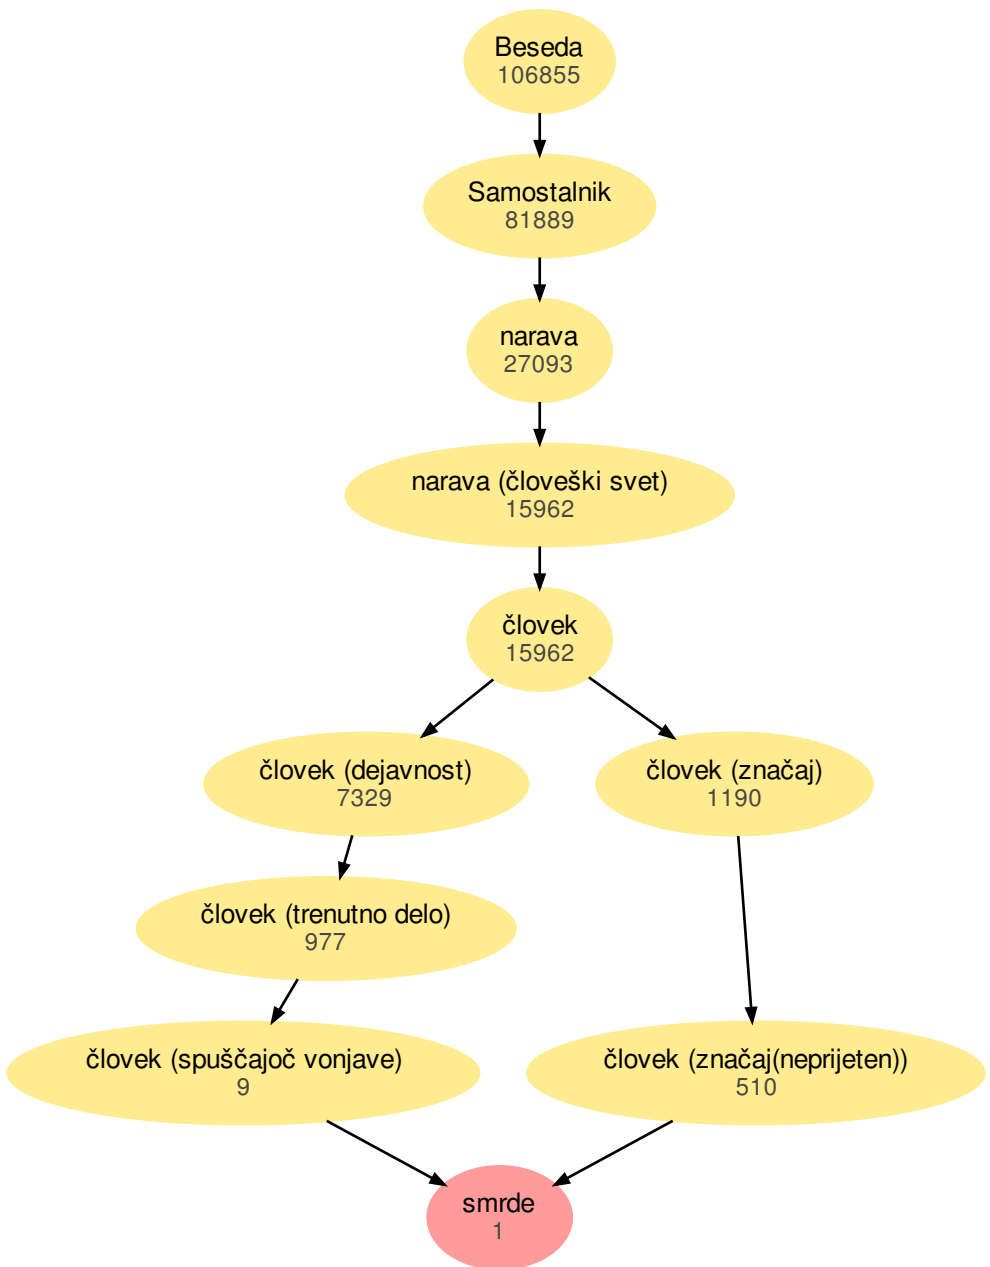 Beseda
106855
Samostalnik
81889
narava
27093
narava (človeški svet)
15962
človek
15962
človek (dejavnost)
7329
človek (značaj)
1190
človek (trenutno delo)
977
človek (spuščajoč vonjave)
9
človek (značaj(neprijeten))
510
smrde
1